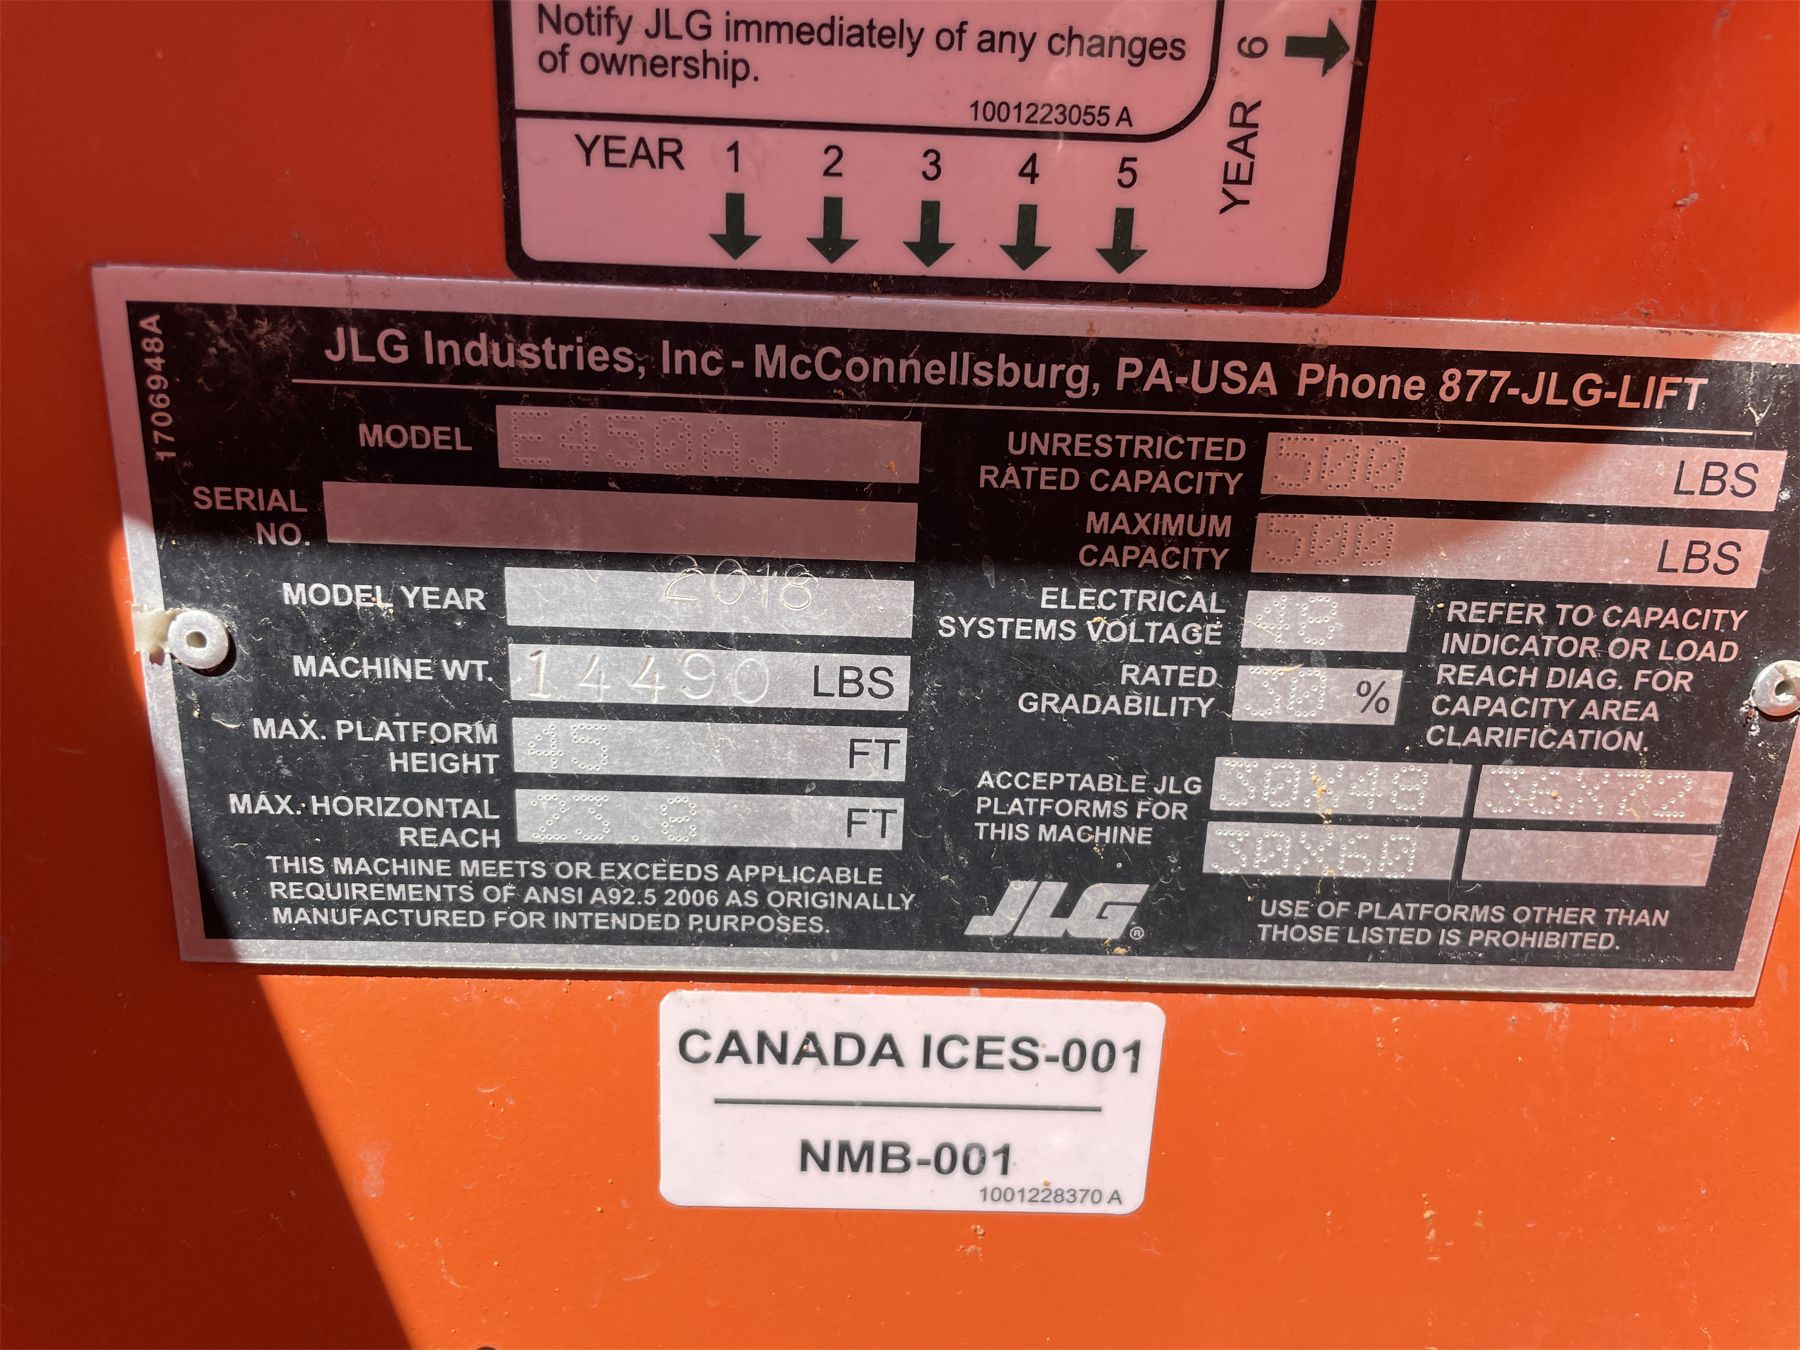 Notify JLG immediately of any changes
of ownership.
1001223055 A
YEAR 1 2 3 4 5
YEAR 6
1706948A
JLG Industries, Inc - McConnellsburg, PA-USA Phone 877-JLG-LIFT
MODEL E450AJ
SERIAL
NO.
MODEL YEAR 2018
MACHINE WT. 14490 LBS
MAX. PLATFORM
HEIGHT 45 FT
MAX. HORIZONTAL
REACH 23.8 FT
THIS MACHINE MEETS OR EXCEEDS APPLICABLE
REQUIREMENTS OF ANSI A92.5 2006 AS ORIGINALLY
MANUFACTURED FOR INTENDED PURPOSES.
UNRESTRICTED
RATED CAPACITY 500 LBS
MAXIMUM
CAPACITY 500 LBS
ELECTRICAL
SYSTEMS VOLTAGE 48
RATED
GRADABILITY 30 %
REFER TO CAPACITY
INDICATOR OR LOAD
REACH DIAG. FOR
CAPACITY AREA
CLARIFICATION.
ACCEPTABLE JLG
PLATFORMS FOR
THIS MACHINE
30X48 36X72
30X60
JLG®
USE OF PLATFORMS OTHER THAN
THOSE LISTED IS PROHIBITED.
CANADA ICES-001
NMB-001
1001228370 A